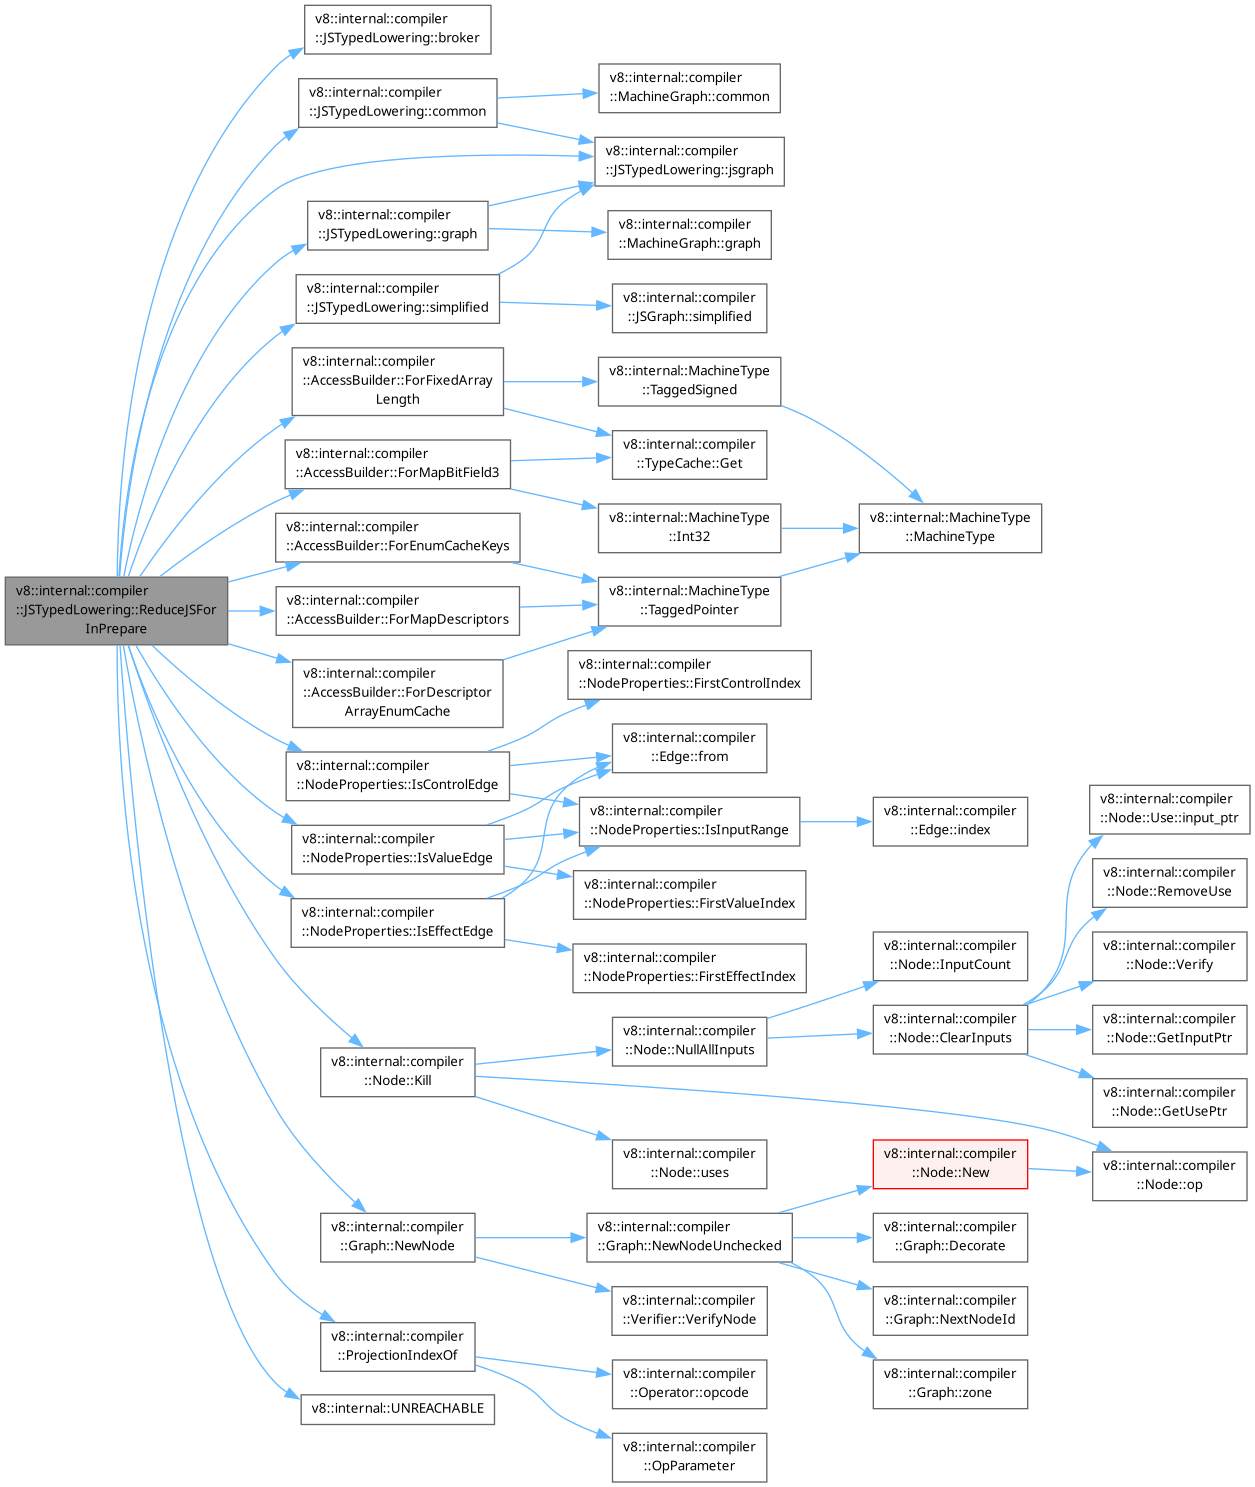 v8::internal::compiler
::JSTypedLowering::ReduceJSFor
InPrepare
v8::internal::compiler
::JSTypedLowering::broker
v8::internal::compiler
::JSTypedLowering::common
v8::internal::compiler
::MachineGraph::common
v8::internal::compiler
::JSTypedLowering::jsgraph
v8::internal::compiler
::JSTypedLowering::graph
v8::internal::compiler
::MachineGraph::graph
v8::internal::compiler
::JSTypedLowering::simplified
v8::internal::compiler
::JSGraph::simplified
v8::internal::compiler
::AccessBuilder::ForFixedArray
Length
v8::internal::MachineType
::TaggedSigned
v8::internal::compiler
::TypeCache::Get
v8::internal::compiler
::AccessBuilder::ForMapBitField3
v8::internal::MachineType
::Int32
v8::internal::MachineType
::MachineType
v8::internal::compiler
::AccessBuilder::ForEnumCacheKeys
v8::internal::MachineType
::TaggedPointer
v8::internal::compiler
::AccessBuilder::ForMapDescriptors
v8::internal::compiler
::AccessBuilder::ForDescriptor
ArrayEnumCache
v8::internal::compiler
::NodeProperties::FirstControlIndex
v8::internal::compiler
::NodeProperties::IsControlEdge
v8::internal::compiler
::Edge::from
v8::internal::compiler
::NodeProperties::IsInputRange
v8::internal::compiler
::Edge::index
v8::internal::compiler
::NodeProperties::IsValueEdge
v8::internal::compiler
::NodeProperties::FirstValueIndex
v8::internal::compiler
::NodeProperties::IsEffectEdge
v8::internal::compiler
::NodeProperties::FirstEffectIndex
v8::internal::compiler
::Node::Kill
v8::internal::compiler
::Node::NullAllInputs
v8::internal::compiler
::Node::InputCount
v8::internal::compiler
::Node::ClearInputs
v8::internal::compiler
::Node::Use::input_ptr
v8::internal::compiler
::Node::RemoveUse
v8::internal::compiler
::Node::Verify
v8::internal::compiler
::Node::GetInputPtr
v8::internal::compiler
::Node::GetUsePtr
v8::internal::compiler
::Node::op
v8::internal::compiler
::Node::uses
v8::internal::compiler
::Graph::NewNode
v8::internal::compiler
::Graph::NewNodeUnchecked
v8::internal::compiler
::Node::New
v8::internal::compiler
::Graph::Decorate
v8::internal::compiler
::Graph::NextNodeId
v8::internal::compiler
::Graph::zone
v8::internal::compiler
::Verifier::VerifyNode
v8::internal::compiler
::ProjectionIndexOf
v8::internal::compiler
::Operator::opcode
v8::internal::compiler
::OpParameter
v8::internal::UNREACHABLE